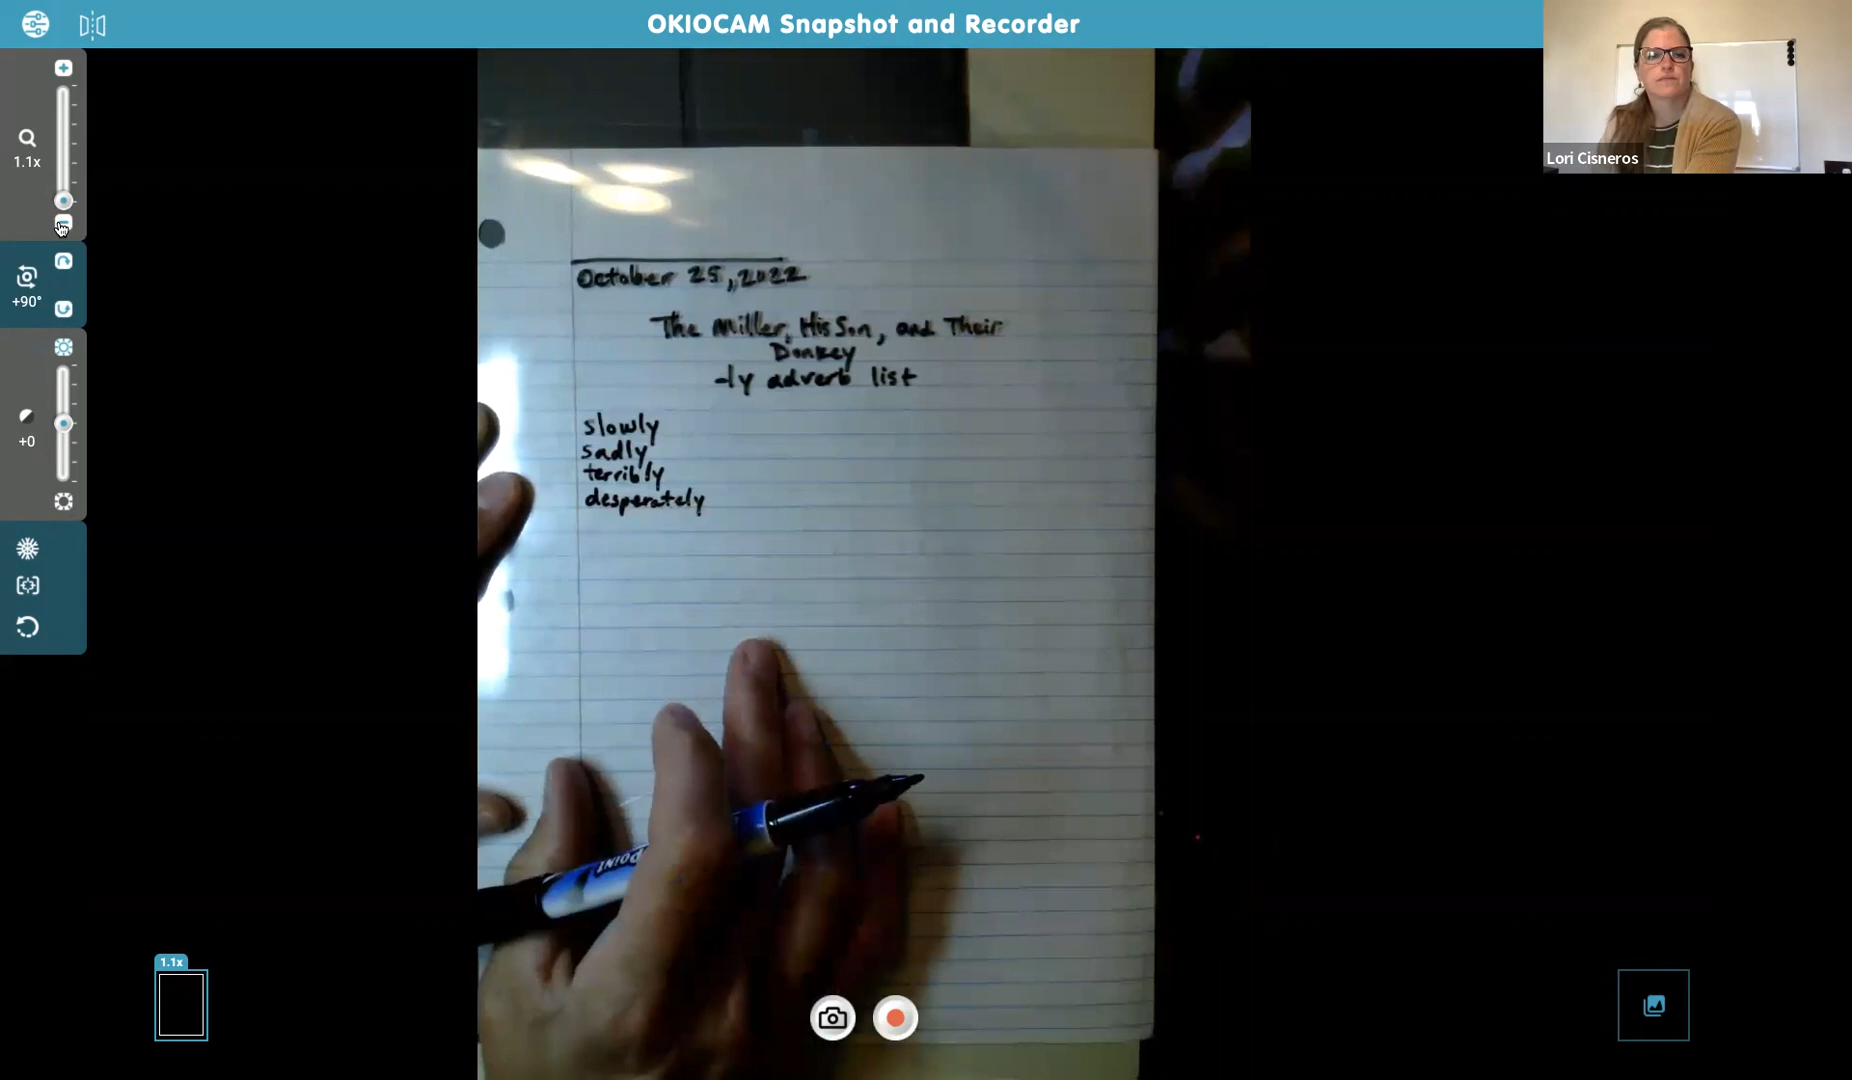 OKIOCAM Snapshot and Recorder
Lori Cisneros
1.1x
+90°
+0
October 25, 2022
The Miller, His Son, and Their
Donkey
-ly adverb list
slowly
sadly
terribly
desperately
POINT
1.1x